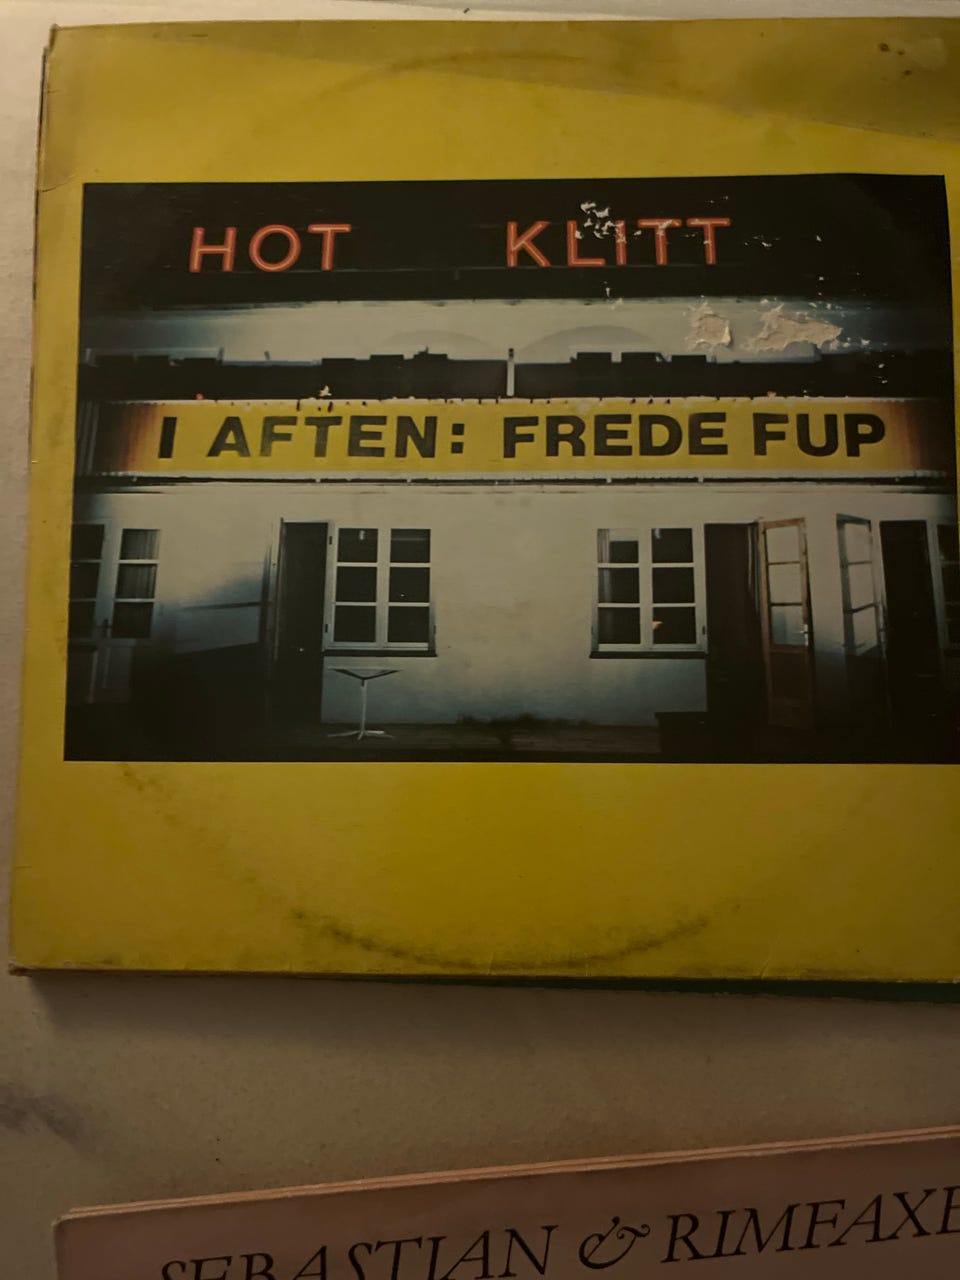 HOT KLITT
I AFTEN: FREDE FUP
SEBASTIAN & RIMFAXE